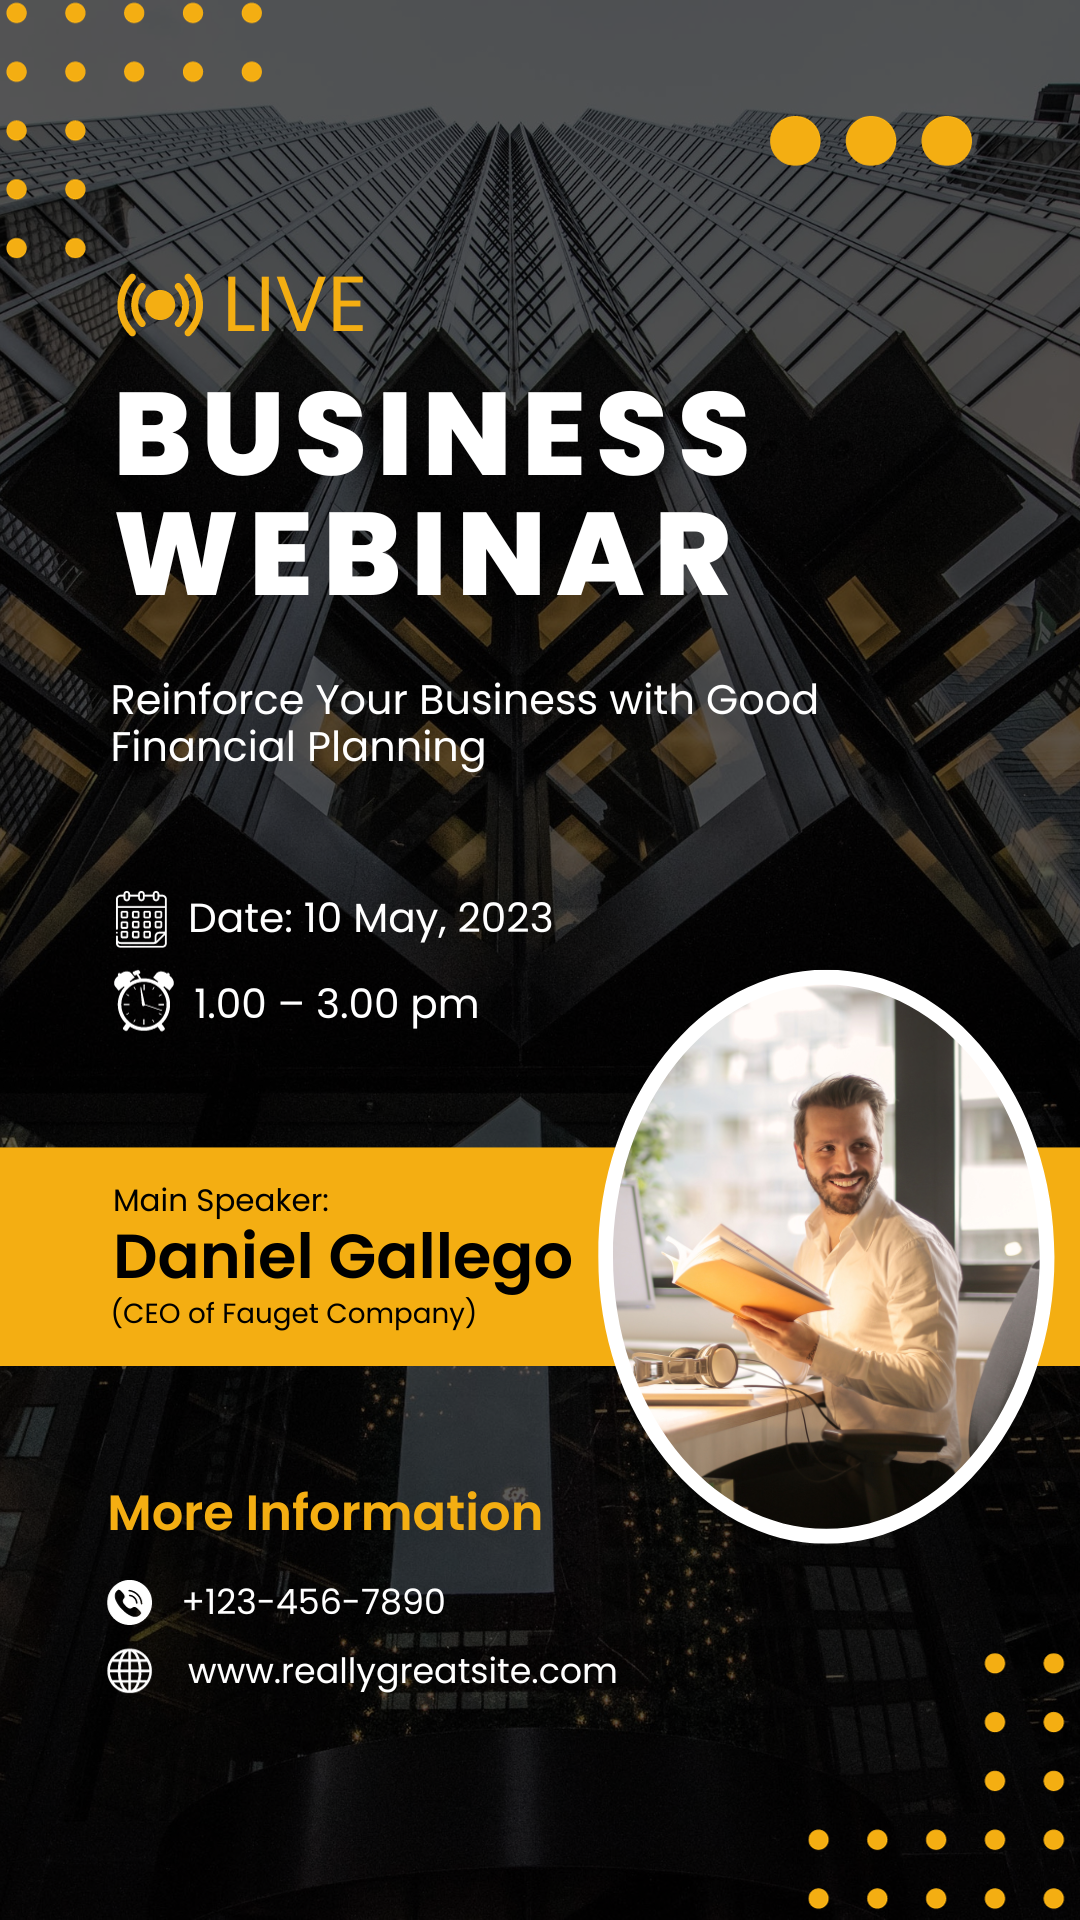 LIVE
BUSINESS
WEBINAR
Reinforce Your Business with Good
Financial Planning
Date: 10 May, 2023
1.00 – 3.00 pm
Main Speaker:
Daniel Gallego
(CEO of Fauget Company)
More Information
+123-456-7890
www.reallygreatsite.com